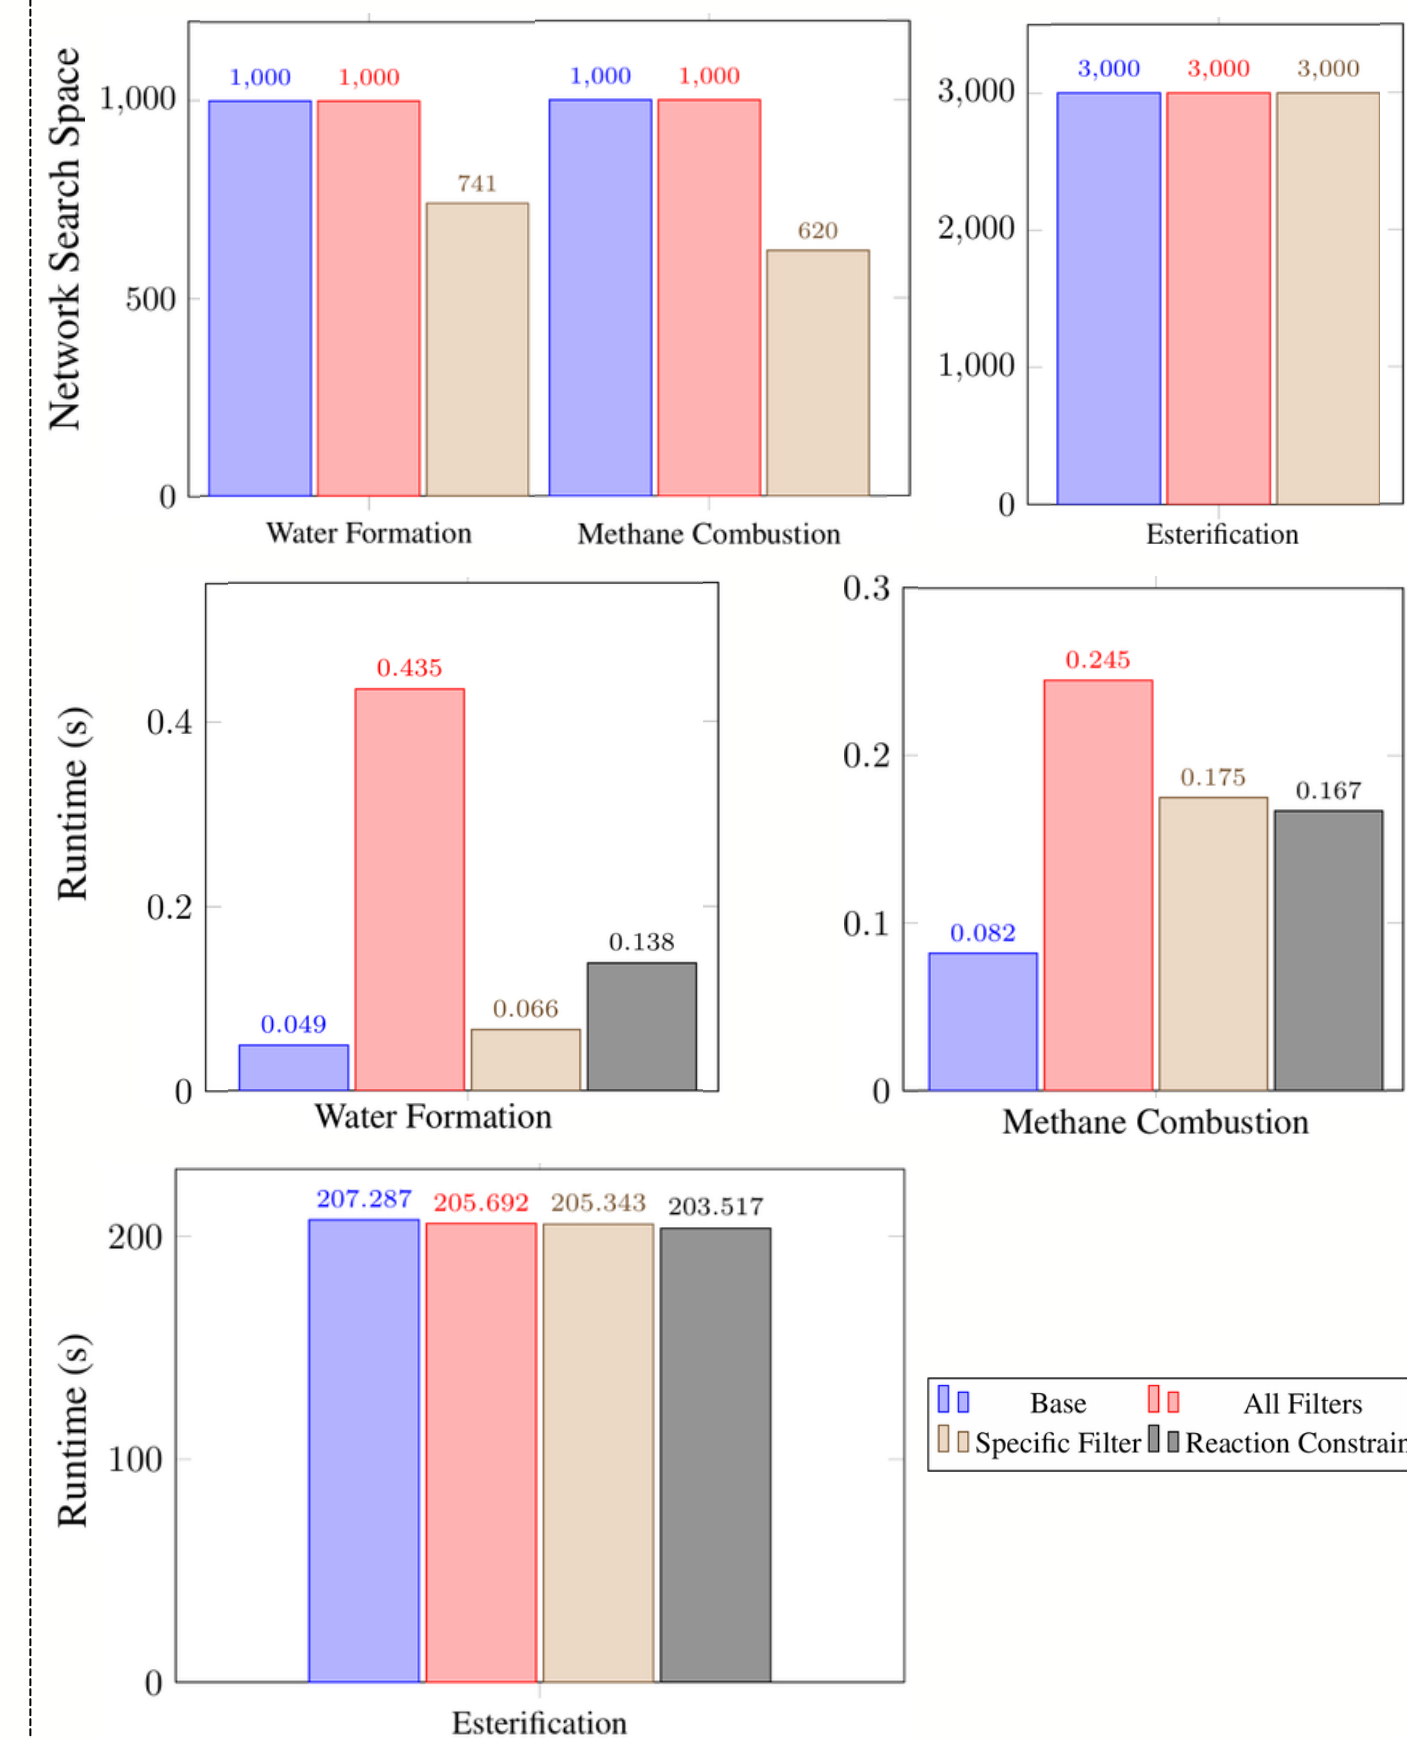 Network Search Space
1,000 1,000 741 1,000 1,000 620
1,000
500
0
Water Formation Methane Combustion
3,000 3,000 3,000
3,000
2,000
1,000
0
Esterification
Runtime (s)
0.4
0.2
0
0.049 0.435 0.066 0.138
Water Formation
0.3
0.2
0.1
0
0.082 0.245 0.175 0.167
Methane Combustion
Runtime (s)
200
100
0
207.287 205.692 205.343 203.517
Esterification
Base All Filters
Specific Filter Reaction Constrain